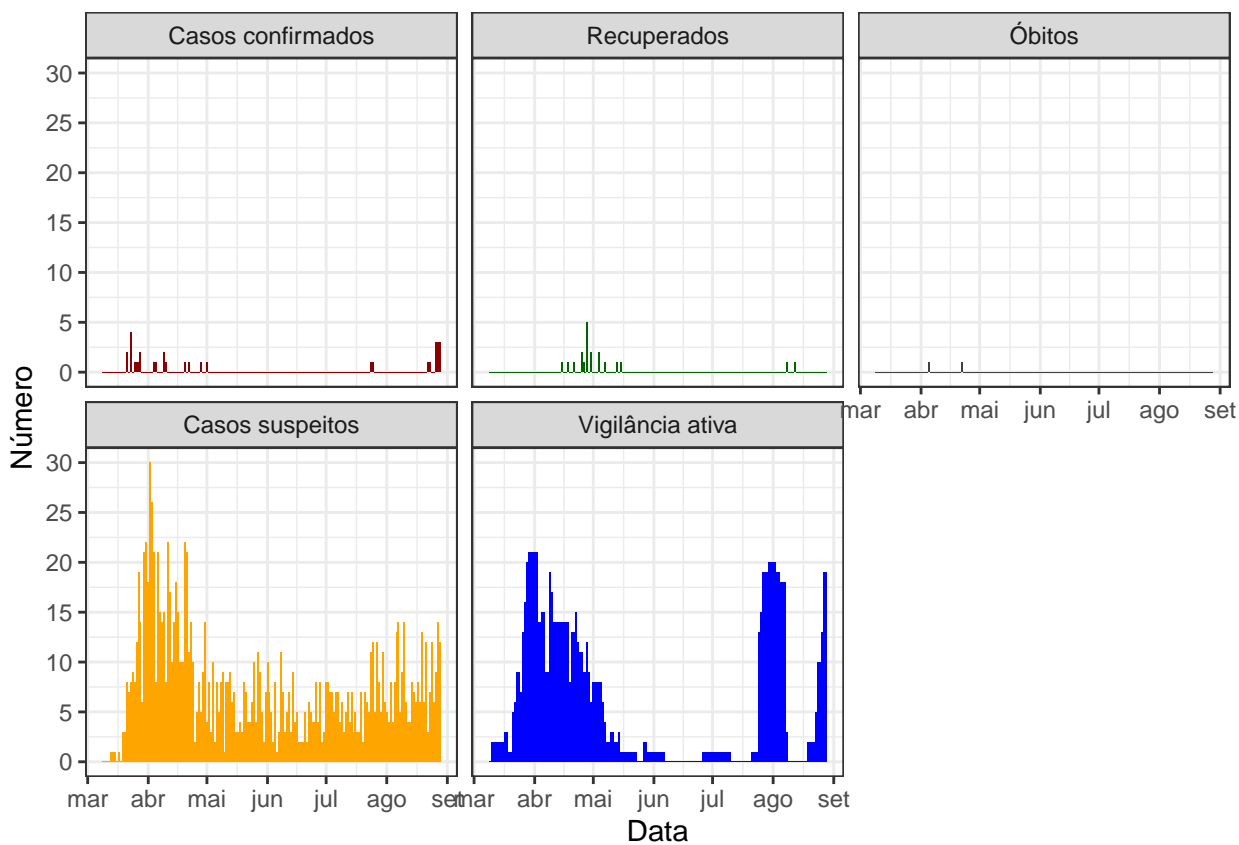 Casos confirmados
Recuperados
Óbitos
30
25
20
15
10
5
0
mar abr mai jun jul ago set
Número
Casos suspeitos
Vigilância ativa
30
25
20
15
10
5
0
mar abr mai jun jul ago set
mar abr mai jun jul ago set
Data